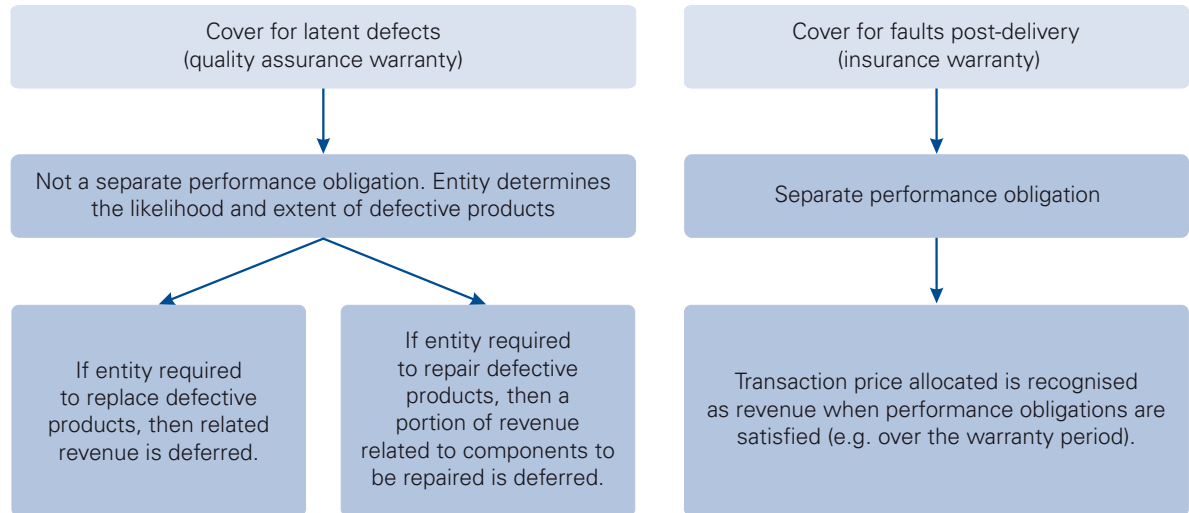 Cover for latent defects
(quality assurance warranty)
Not a separate performance obligation. Entity determines
the likelihood and extent of defective products
If entity required
to replace defective
products, then related
revenue is deferred.
If entity required
to repair defective
products, then a
portion of revenue
related to components to
be repaired is deferred.
Cover for faults post-delivery
(insurance warranty)
Separate performance obligation
Transaction price allocated is recognised
as revenue when performance obligations are
satisfied (e.g. over the warranty period).